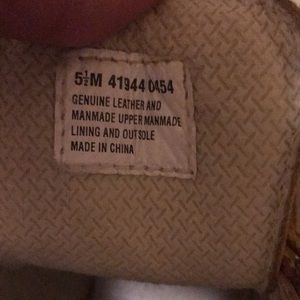 5½M 41944 0454
GENUINE LEATHER AND
MANMADE UPPER MANMADE
LINING AND OUTSOLE
MADE IN CHINA